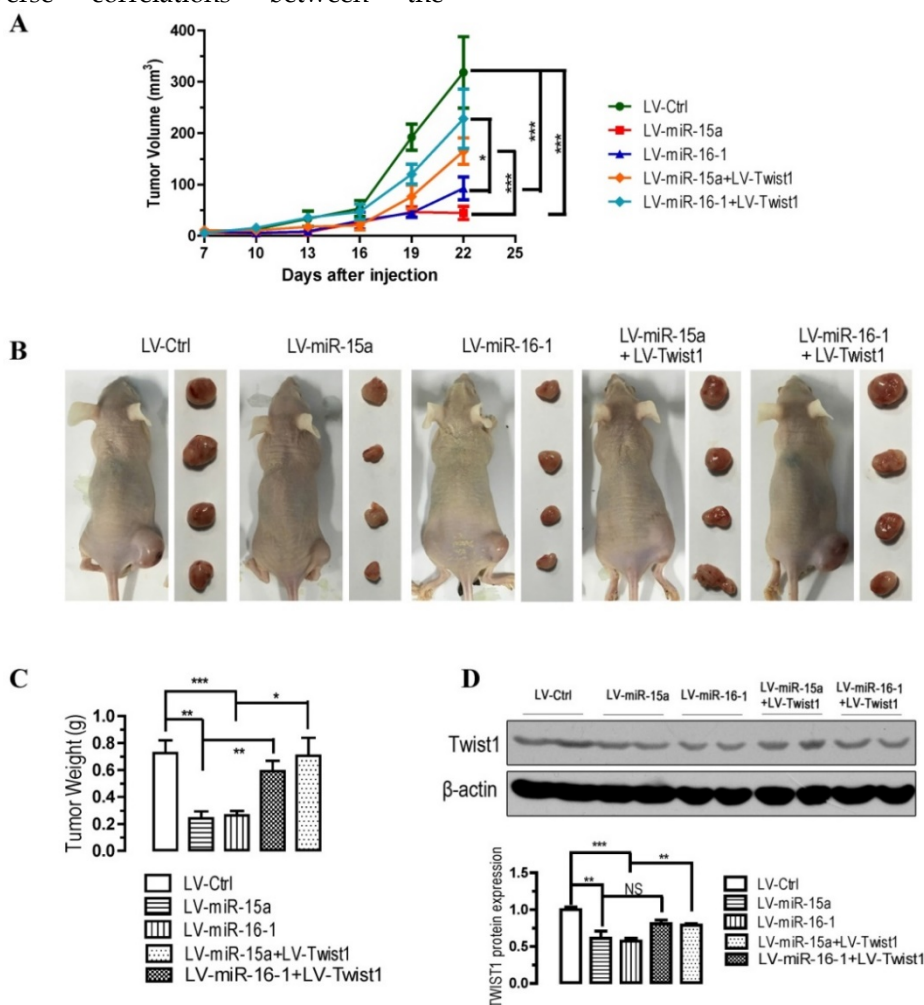 erse correlations between the
A
Tumor Volume (mm³)
400
300
200
100
0
7 10 13 16 19 22 25
Days after injection
*
***
***
***
LV-Ctrl
LV-miR-15a
LV-miR-16-1
LV-miR-15a+LV-Twist1
LV-miR-16-1+LV-Twist1
B
LV-Ctrl LV-miR-15a LV-miR-16-1 LV-miR-15a + LV-Twist1 LV-miR-16-1 + LV-Twist1
C
Tumor Weight (g)
1.0
0.8
0.6
0.4
0.2
0.0
*** *
**
**
LV-Ctrl
LV-miR-15a
LV-miR-16-1
LV-miR-15a+LV-Twist1
LV-miR-16-1+LV-Twist1
D
LV-Ctrl LV-miR-15a LV-miR-16-1 LV-miR-15a +LV-Twist1 LV-miR-16-1 +LV-Twist1
Twist1
β-actin
TWIST1 protein expression
1.5
1.0
0.5
0.0
*** **
** NS
LV-Ctrl
LV-miR-15a
LV-miR-16-1
LV-miR-15a+LV-Twist1
LV-miR-16-1+LV-Twist1